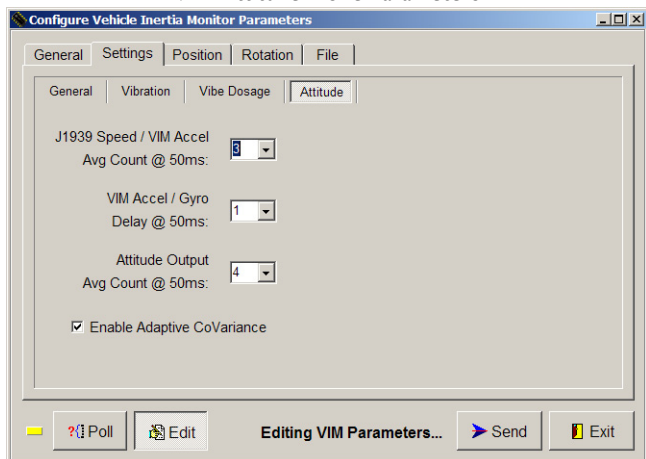 Configure Vehicle Inertia Monitor Parameters
General Settings Position Rotation File
General Vibration Vibe Dosage Attitude
J1939 Speed / VIM Accel
Avg Count @ 50ms:
3
VIM Accel / Gyro
Delay @ 50ms:
1
Attitude Output
Avg Count @ 50ms:
4
Enable Adaptive CoVariance
Poll Edit Editing VIM Parameters... Send Exit